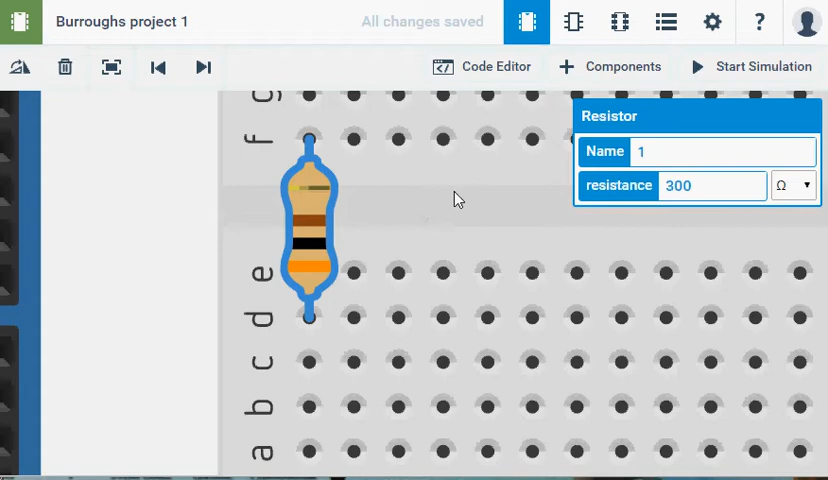 Burroughs project 1
All changes saved
?
Code Editor
Components
Start Simulation
g
f
e
d
c
b
a
Resistor
Name 1
resistance 300 Ω